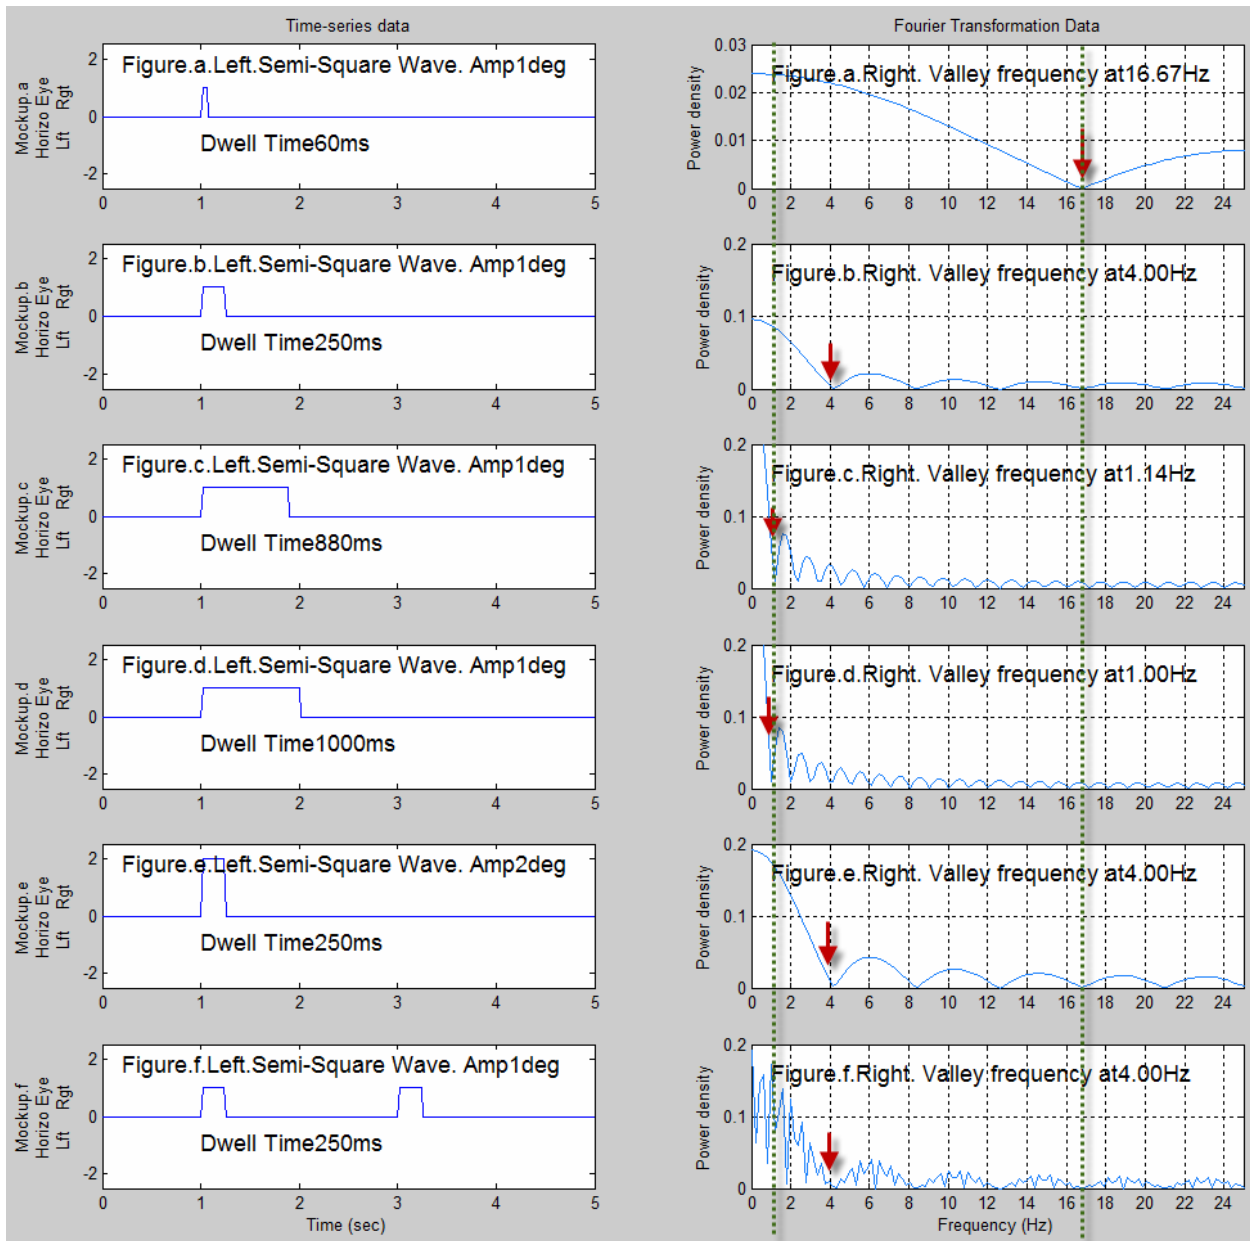 Time-series data
Fourier Transformation Data
Mockup.a
Horizo Eye
Lft Rgt
2
0
-2
Figure.a.Left.Semi-Square Wave. Amp1deg
Dwell Time60ms
0 1 2 3 4 5
Power density
0.03
0.02
0.01
0
Figure.a.Right. Valley frequency at16.67Hz
0 2 4 6 8 10 12 14 16 18 20 22 24
Mockup.b
Horizo Eye
Lft Rgt
2
0
-2
Figure.b.Left.Semi-Square Wave. Amp1deg
Dwell Time250ms
0 1 2 3 4 5
Power density
0.2
0.1
0
Figure.b.Right. Valley frequency at4.00Hz
0 2 4 6 8 10 12 14 16 18 20 22 24
Mockup.c
Horizo Eye
Lft Rgt
2
0
-2
Figure.c.Left.Semi-Square Wave. Amp1deg
Dwell Time880ms
0 1 2 3 4 5
Power density
0.2
0.1
0
Figure.c.Right. Valley frequency at1.14Hz
0 2 4 6 8 10 12 14 16 18 20 22 24
Mockup.d
Horizo Eye
Lft Rgt
2
0
-2
Figure.d.Left.Semi-Square Wave. Amp1deg
Dwell Time1000ms
0 1 2 3 4 5
Power density
0.2
0.1
0
Figure.d.Right. Valley frequency at1.00Hz
0 2 4 6 8 10 12 14 16 18 20 22 24
Mockup.e
Horizo Eye
Lft Rgt
2
0
-2
Figure.e.Left.Semi-Square Wave. Amp2deg
Dwell Time250ms
0 1 2 3 4 5
Power density
0.2
0.1
0
Figure.e.Right. Valley frequency at4.00Hz
0 2 4 6 8 10 12 14 16 18 20 22 24
Mockup.f
Horizo Eye
Lft Rgt
2
0
-2
Figure.f.Left.Semi-Square Wave. Amp1deg
Dwell Time250ms
0 1 2 3 4 5
Time (sec)
Power density
0.2
0.1
0
Figure.f.Right. Valley frequency at4.00Hz
0 2 4 6 8 10 12 14 16 18 20 22 24
Frequency (Hz)